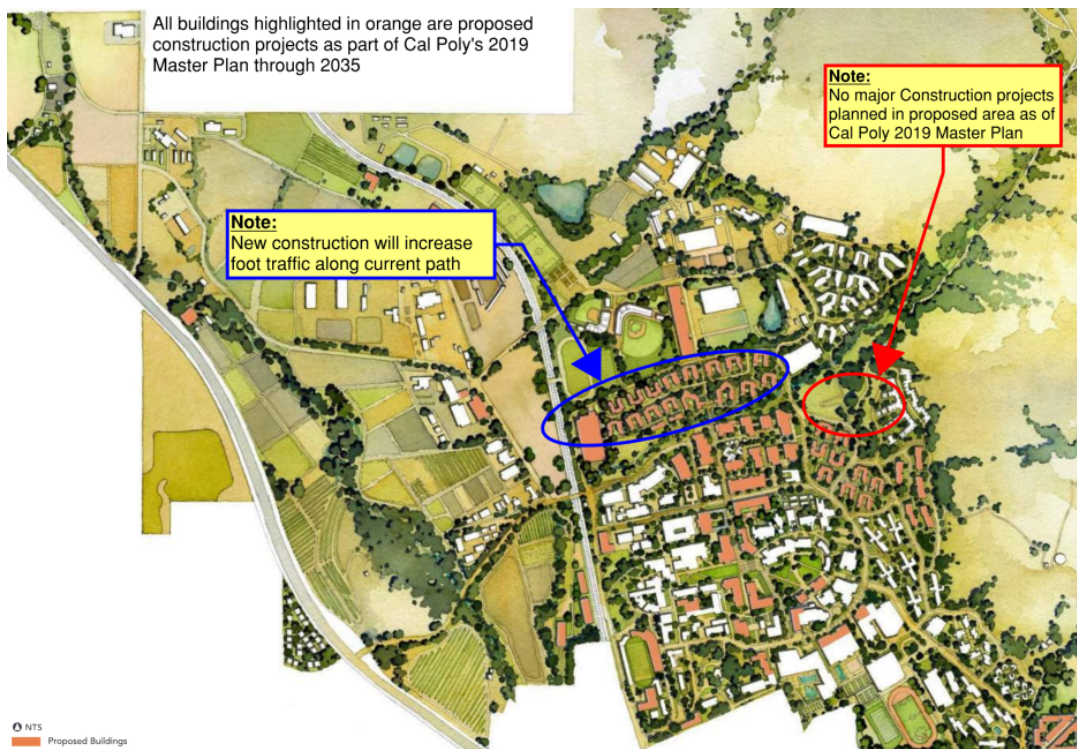 All buildings highlighted in orange are proposed
construction projects as part of Cal Poly's 2019
Master Plan through 2035
Note:
No major Construction projects
planned in proposed area as of
Cal Poly 2019 Master Plan
Note:
New construction will increase
foot traffic along current path
NTS
Proposed Buildings